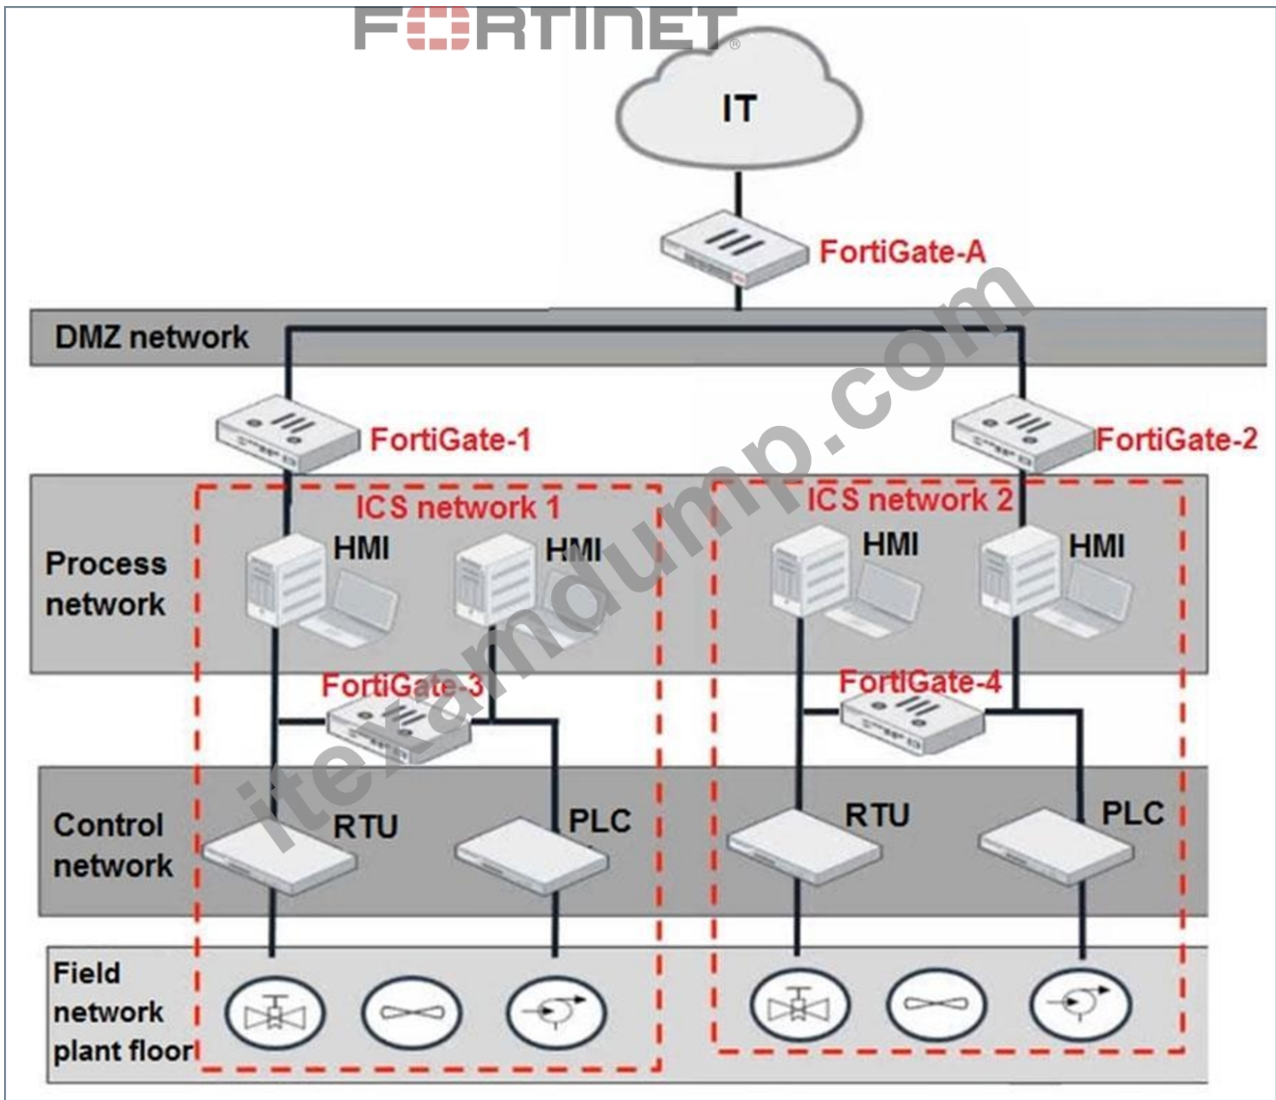 FORTINET®
IT
FortiGate-A
DMZ network
FortiGate-1
FortiGate-2
ICS network 1
ICS network 2
HMI
HMI
HMI
HMI
Process
network
FortiGate-3
FortiGate-4
Control
network
RTU
PLC
RTU
PLC
Field
network
plant floor
itexamdump.com